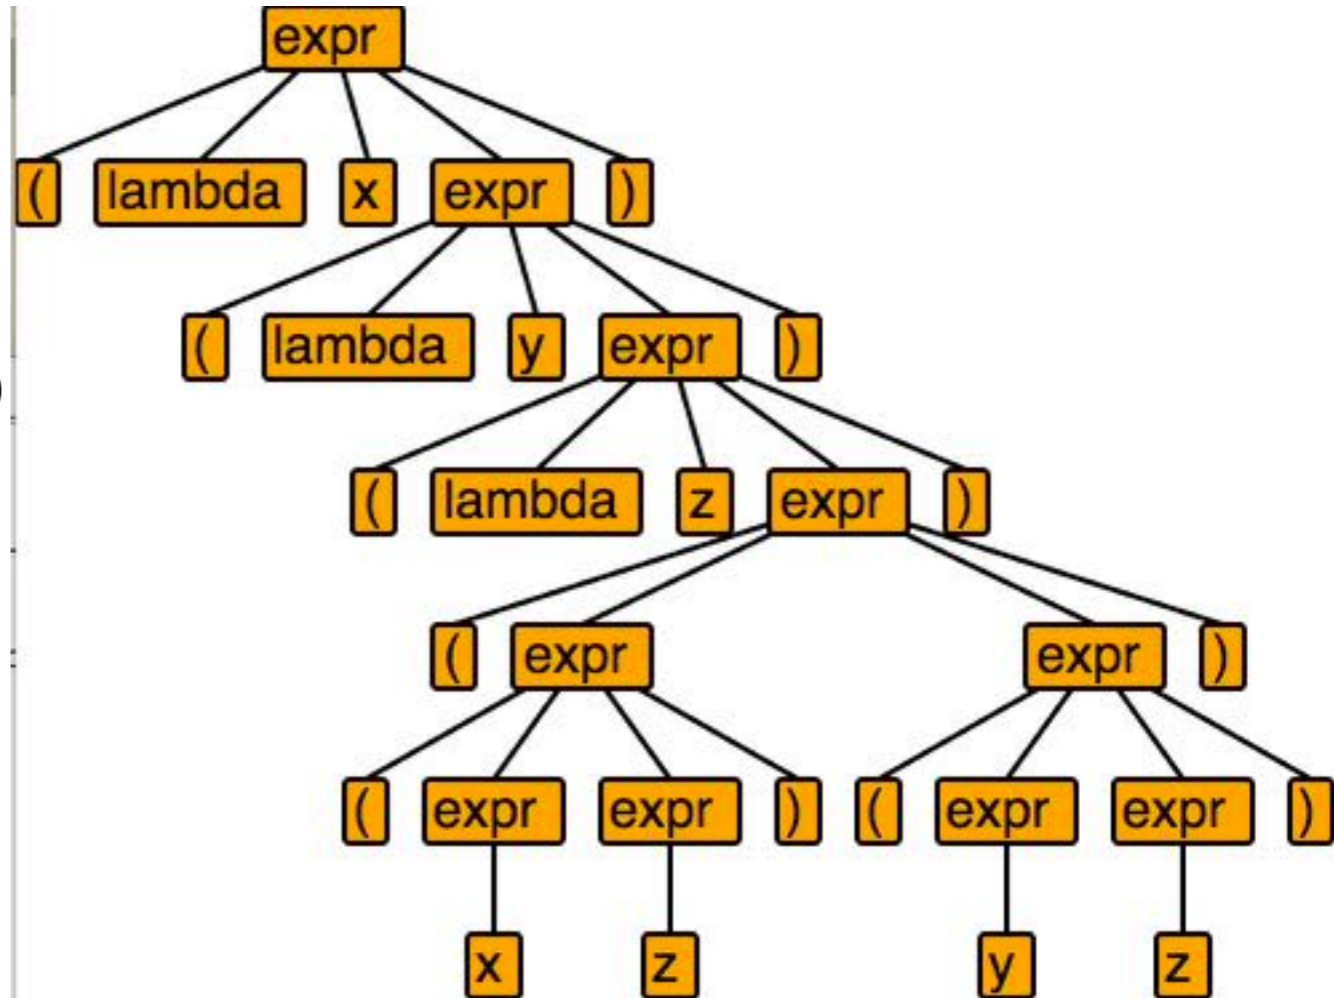 expr
( lambda x expr )
( lambda y expr )
)
( lambda z expr )
( expr expr )
( expr expr ) ( expr expr )
x z y z